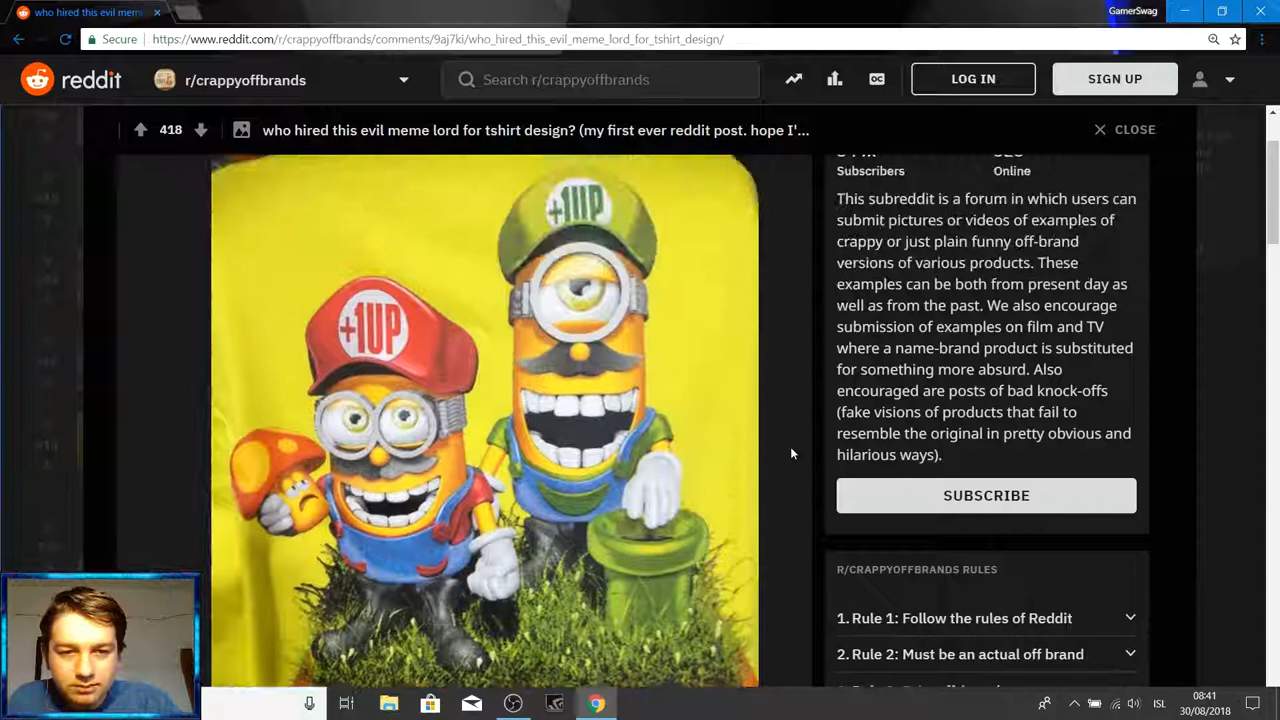 who hired this evil mem
GamerSwag
Secure
https://www.reddit.com/r/crappyoffbrands/comments/9aj7ki/who_hired_this_evil_meme_lord_for_tshirt_design/
reddit
r/crappyoffbrands
Search r/crappyoffbrands
OC
LOG IN
SIGN UP
418
who hired this evil meme lord for tshirt design? (my first ever reddit post. hope I'...
CLOSE
+1UP
+1UP
Subscribers
Online
This subreddit is a forum in which users can
submit pictures or videos of examples of
crappy or just plain funny off-brand
versions of various products. These
examples can be both from present day as
well as from the past. We also encourage
submission of examples on film and TV
where a name-brand product is substituted
for something more absurd. Also
encouraged are posts of bad knock-offs
(fake visions of products that fail to
resemble the original in pretty obvious and
hilarious ways).
SUBSCRIBE
R/CRAPPYOFFBRANDS RULES
1. Rule 1: Follow the rules of Reddit
2. Rule 2: Must be an actual off brand
ISL
08:41
30/08/2018